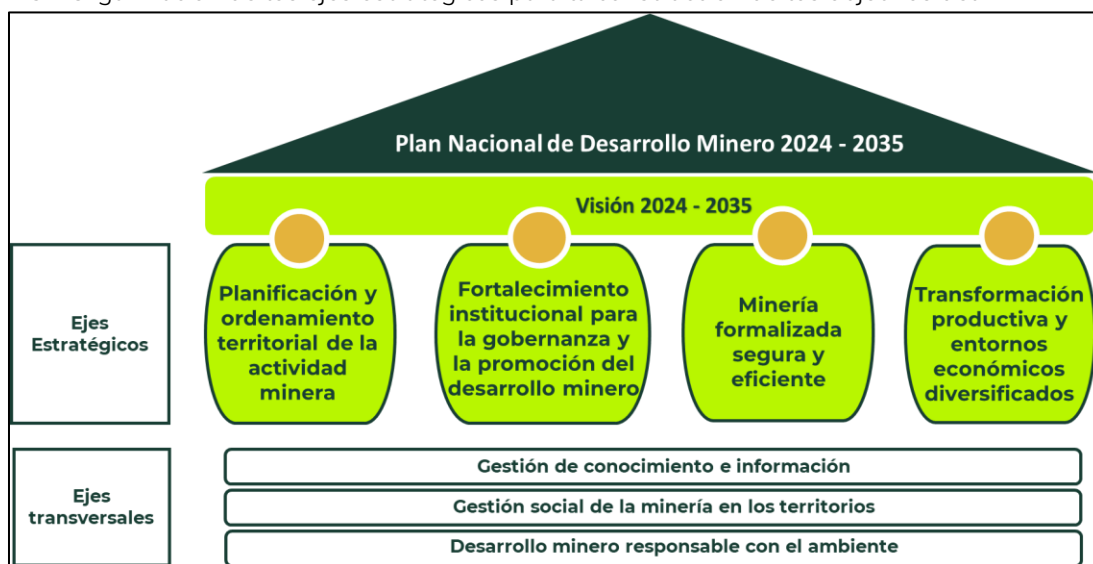 Plan Nacional de Desarrollo Minero 2024 - 2035
Visión 2024 - 2035
Ejes
Estratégicos
Planificación y
ordenamiento
territorial de la
actividad
minera
Fortalecimiento
institucional para
la gobernanza y
la promoción del
desarrollo minero
Minería
formalizada
segura y
eficiente
Transformación
productiva y
entornos
económicos
diversificados
Ejes
transversales
Gestión de conocimiento e información
Gestión social de la minería en los territorios
Desarrollo minero responsable con el ambiente